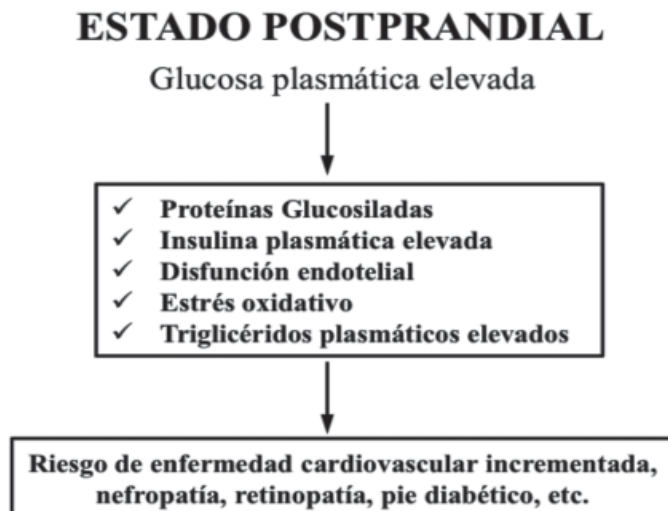 ESTADO POSTPRANDIAL
Glucosa plasmática elevada
✓ Proteínas Glucosiladas
✓ Insulina plasmática elevada
✓ Disfunción endotelial
✓ Estrés oxidativo
✓ Triglicéridos plasmáticos elevados
Riesgo de enfermedad cardiovascular incrementada,
nefropatía, retinopatía, pie diabético, etc.